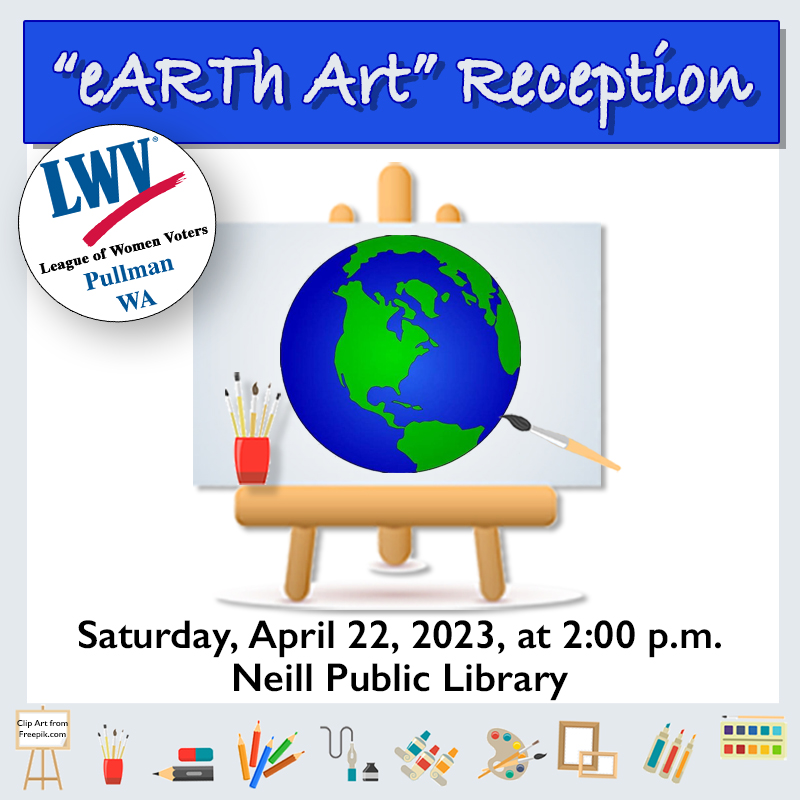 “eARTh Art” Reception
LWV®
League of Women Voters
Pullman
WA
Saturday, April 22, 2023, at 2:00 p.m.
Neill Public Library
Clip Art from
Freepik.com